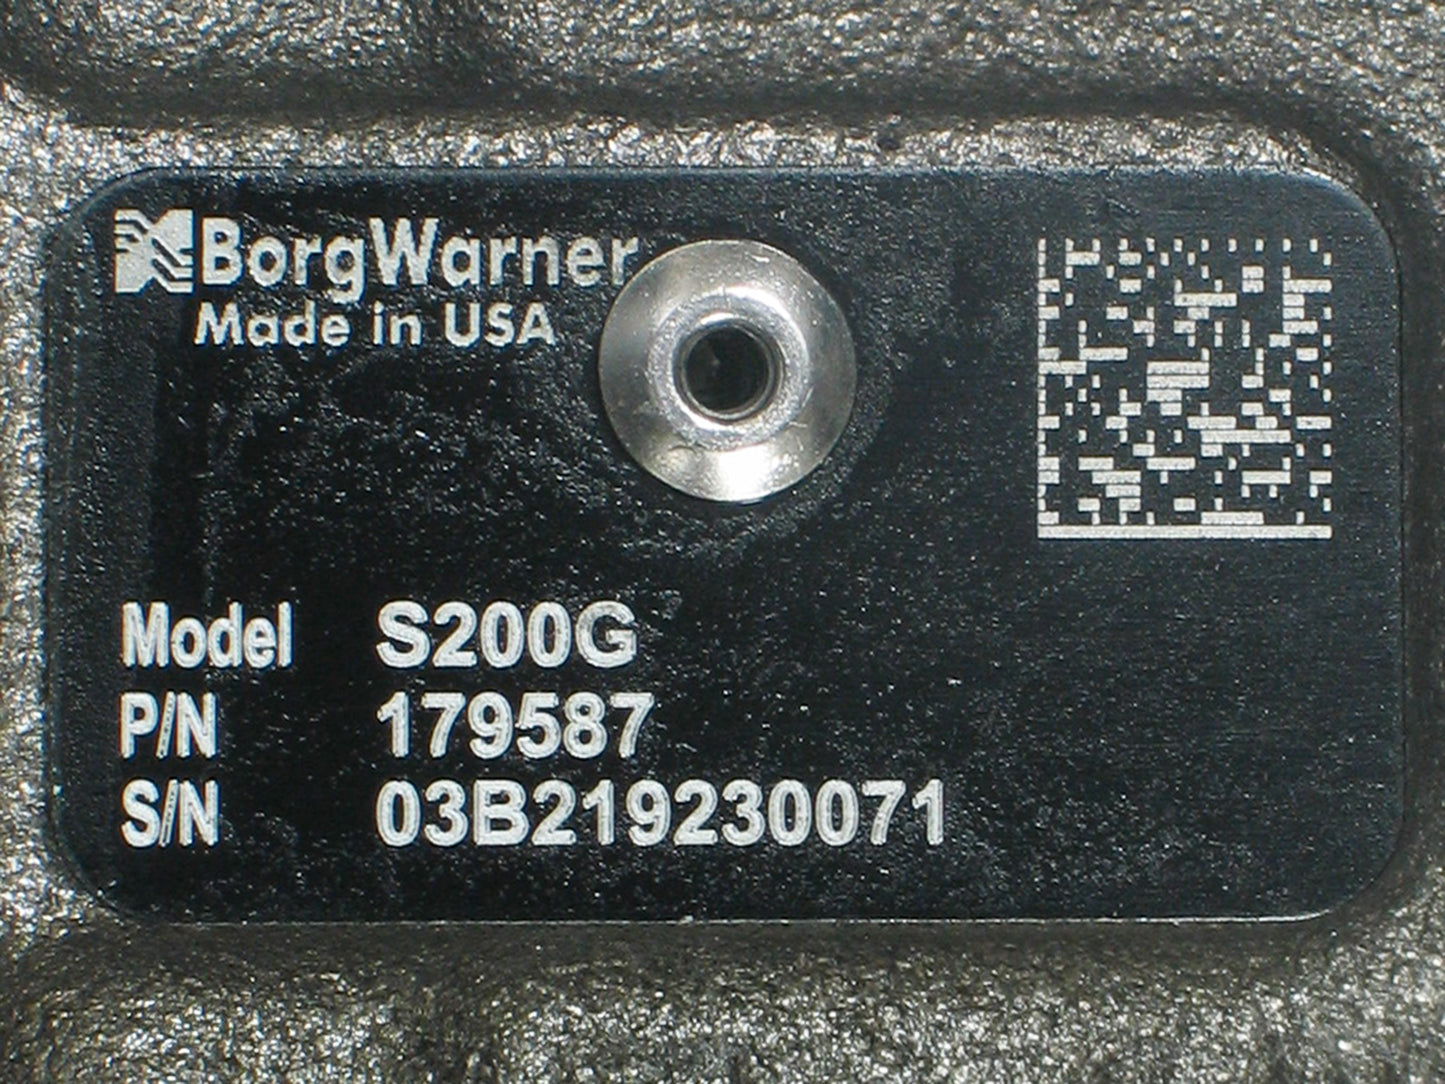 BorgWarner
Made in USA
Model S200G
P/N 179587
S/N 03B219230071